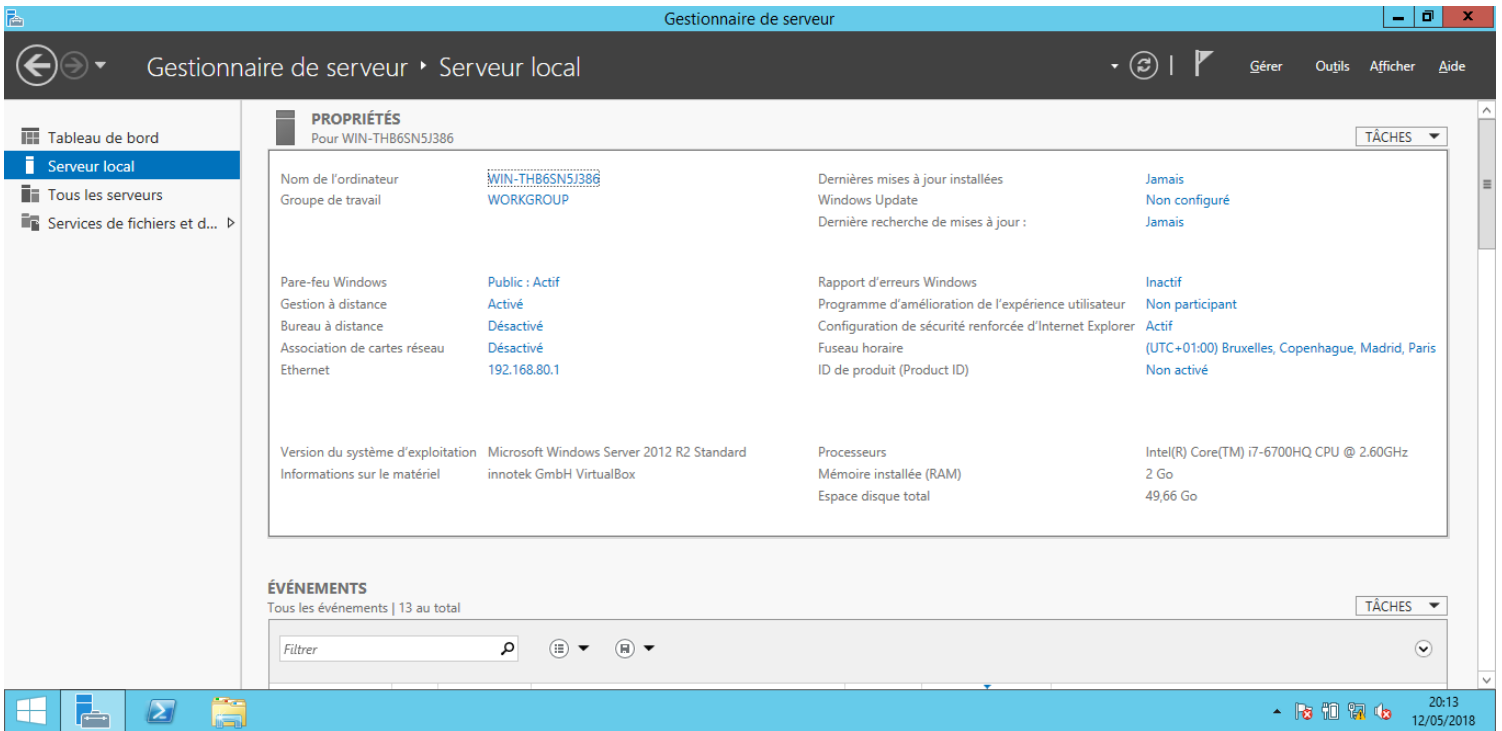 Gestionnaire de serveur
Gestionnaire de serveur • Serveur local
Gérer Outils Afficher Aide
Tableau de bord
Serveur local
Tous les serveurs
Services de fichiers et d...
PROPRIÉTÉS
Pour WIN-THB6SN5J386
TÂCHES
Nom de l'ordinateur WIN-THB6SN5J386 Dernières mises à jour installées Jamais
Groupe de travail WORKGROUP Windows Update Non configuré
Dernière recherche de mises à jour : Jamais
Pare-feu Windows Public : Actif Rapport d'erreurs Windows Inactif
Gestion à distance Activé Programme d'amélioration de l'expérience utilisateur Non participant
Bureau à distance Désactivé Configuration de sécurité renforcée d'Internet Explorer Actif
Association de cartes réseau Désactivé Fuseau horaire (UTC+01:00) Bruxelles, Copenhague, Madrid, Paris
Ethernet 192.168.80.1 ID de produit (Product ID) Non activé
Version du système d'exploitation Microsoft Windows Server 2012 R2 Standard Processeurs Intel(R) Core(TM) i7-6700HQ CPU @ 2.60GHz
Informations sur le matériel innotek GmbH VirtualBox Mémoire installée (RAM) 2 Go
Espace disque total 49,66 Go
ÉVÉNEMENTS
Tous les événements | 13 au total
TÂCHES
Filtrer
20:13
12/05/2018